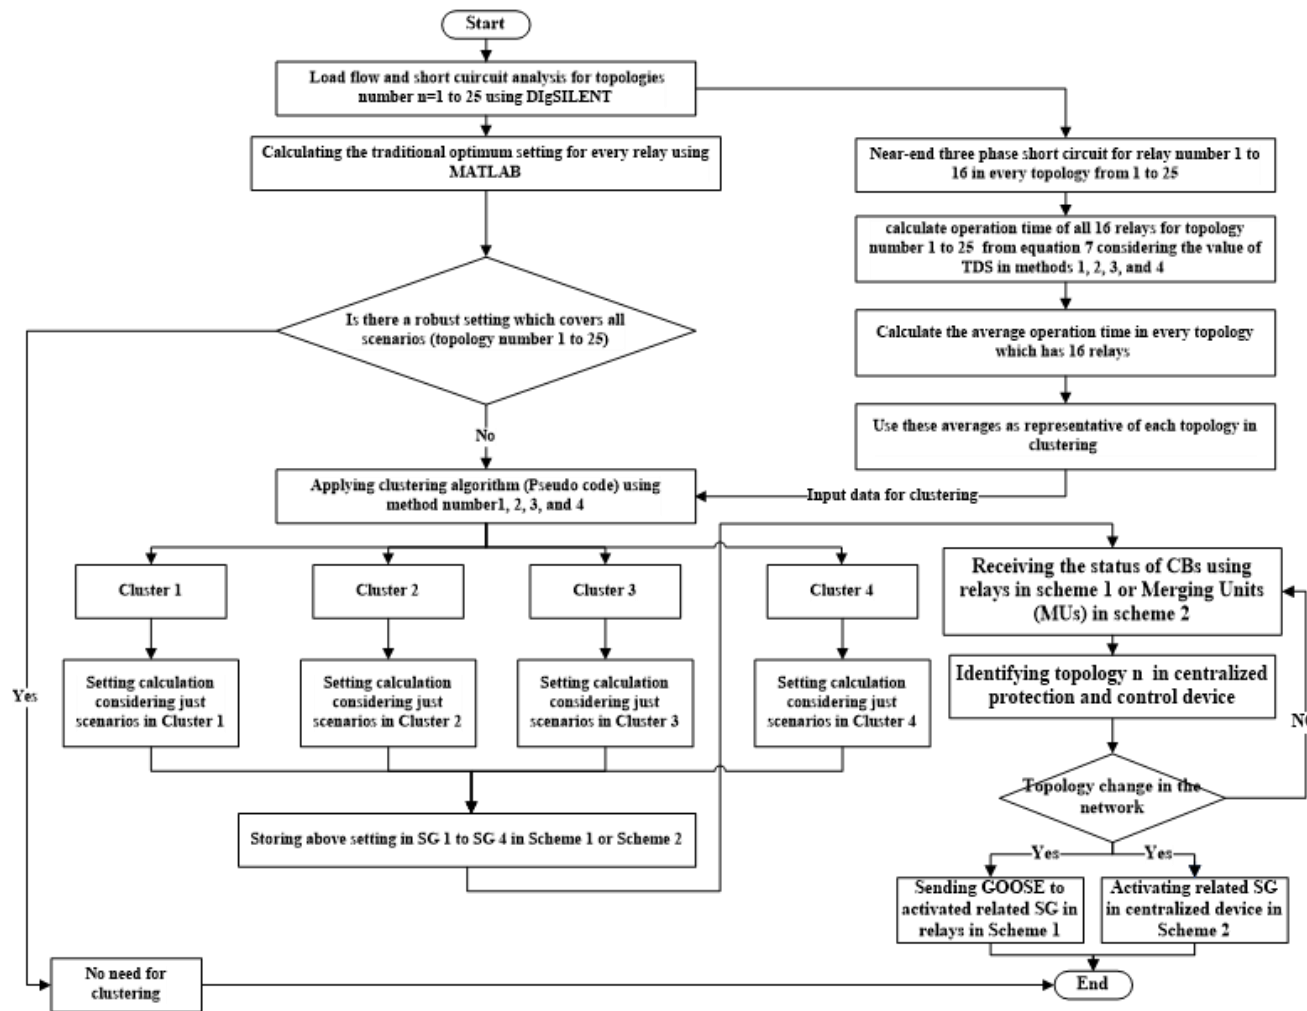 Start
Load flow and short cuircuit analysis for topologies
number n=1 to 25 using DIgSILENT
Calculating the traditional optimum setting for every relay using
MATLAB
Near-end three phase short circuit for relay number 1 to
16 in every topology from 1 to 25
calculate operation time of all 16 relays for topology
number 1 to 25 from equation 7 considering the value of
TDS in methods 1, 2, 3, and 4
Is there a robust setting which covers all
scenarios (topology number 1 to 25)
Calculate the average operation time in every topology
which has 16 relays
Use these averages as representative of each topology in
clustering
No
Applying clustering algorithm (Pseudo code) using
method number1, 2, 3, and 4
Input data for clustering
Cluster 1
Cluster 2
Cluster 3
Cluster 4
Receiving the status of CBs using
relays in scheme 1 or Merging Units
(MUs) in scheme 2
Yes
Setting calculation
considering just
scenarios in Cluster 1
Setting calculation
considering just
scenarios in Cluster 2
Setting calculation
considering just
scenarios in Cluster 3
Setting calculation
considering just
scenarios in Cluster 4
Identifying topology n in centralized
protection and control device
Topology change in the
network
Storing above setting in SG 1 to SG 4 in Scheme 1 or Scheme 2
Yes
Yes
Sending GOOSE to
activated related SG in
relays in Scheme 1
Activating related SG
in centralized device in
Scheme 2
No need for
clustering
End